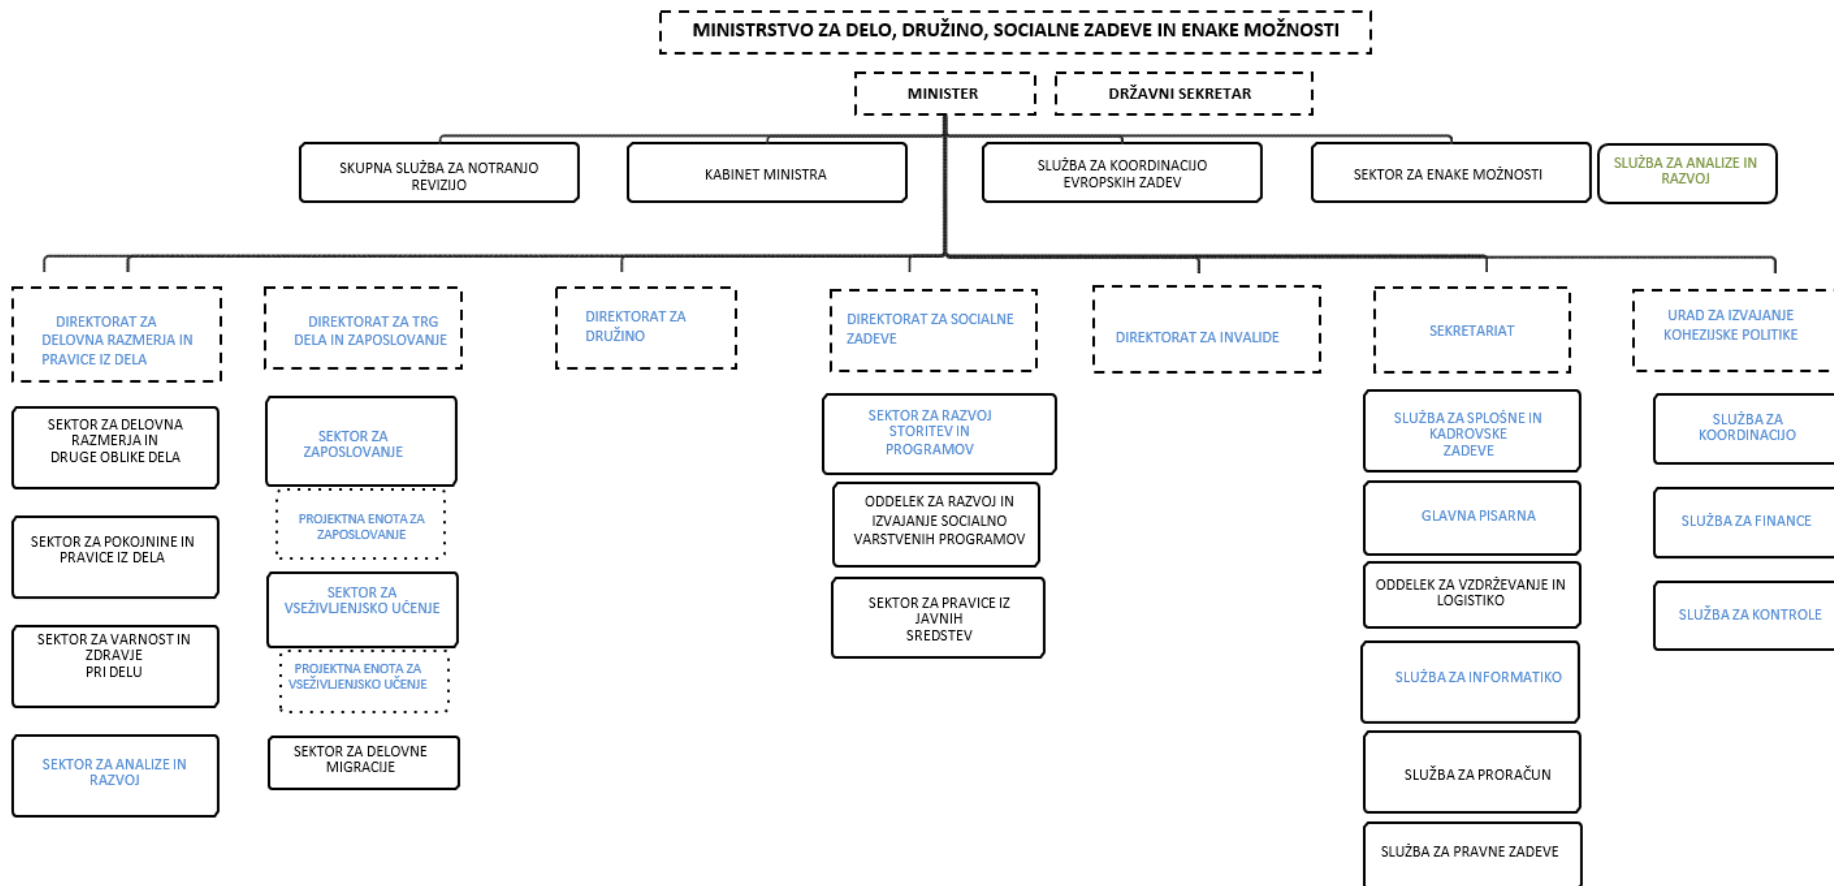 MINISTRSTVO ZA DELO, DRUŽINO, SOCIALNE ZADEVE IN ENAKE MOŽNOSTI
MINISTER
DRŽAVNI SEKRETAR
SKUPNA SLUŽBA ZA NOTRANJO
REVIZIJO
KABINET MINISTRA
SLUŽBA ZA KOORDINACIJO
EVROPSKIH ZADEV
SEKTOR ZA ENAKE MOŽNOSTI
SLUŽBA ZA ANALIZE IN
RAZVOJ
DIREKTORAT ZA
DELOVNA RAZMERJA IN
PRAVICE IZ DELA
SEKTOR ZA DELOVNA
RAZMERJA IN
DRUGE OBLIKE DELA
SEKTOR ZA POKOJNINE IN
PRAVICE IZ DELA
SEKTOR ZA VARNOST IN
ZDRAVJE
PRI DELU
SEKTOR ZA ANALIZE IN
RAZVOJ
DIREKTORAT ZA TRG
DELA IN ZAPOSLOVANJE
SEKTOR ZA
ZAPOSLOVANJE
PROJEKTNA ENOTA ZA
ZAPOSLOVANJE
SEKTOR ZA
VSEŽIVLJENJSKO UČENJE
PROJEKTNA ENOTA ZA
VSEŽIVLJENJSKO UČENJE
SEKTOR ZA DELOVNE
MIGRACIJE
DIREKTORAT ZA
DRUŽINO
DIREKTORAT ZA SOCIALNE
ZADEVE
SEKTOR ZA RAZVOJ
STORITEV IN
PROGRAMOV
ODDELEK ZA RAZVOJ IN
IZVAJANJE SOCIALNO
VARSTVENIH PROGRAMOV
SEKTOR ZA PRAVICE IZ
JAVNIH
SREDSTEV
DIREKTORAT ZA INVALIDE
SEKRETARIAT
SLUŽBA ZA SPLOŠNE IN
KADROVSKE
ZADEVE
GLAVNA PISARNA
ODDELEK ZA VZDRŽEVANJE IN
LOGISTIKO
SLUŽBA ZA INFORMATIKO
SLUŽBA ZA PRORAČUN
SLUŽBA ZA PRAVNE ZADEVE
URAD ZA IZVAJANJE
KOHEZIJSKE POLITIKE
SLUŽBA ZA
KOORDINACIJO
SLUŽBA ZA FINANCE
SLUŽBA ZA KONTROLE